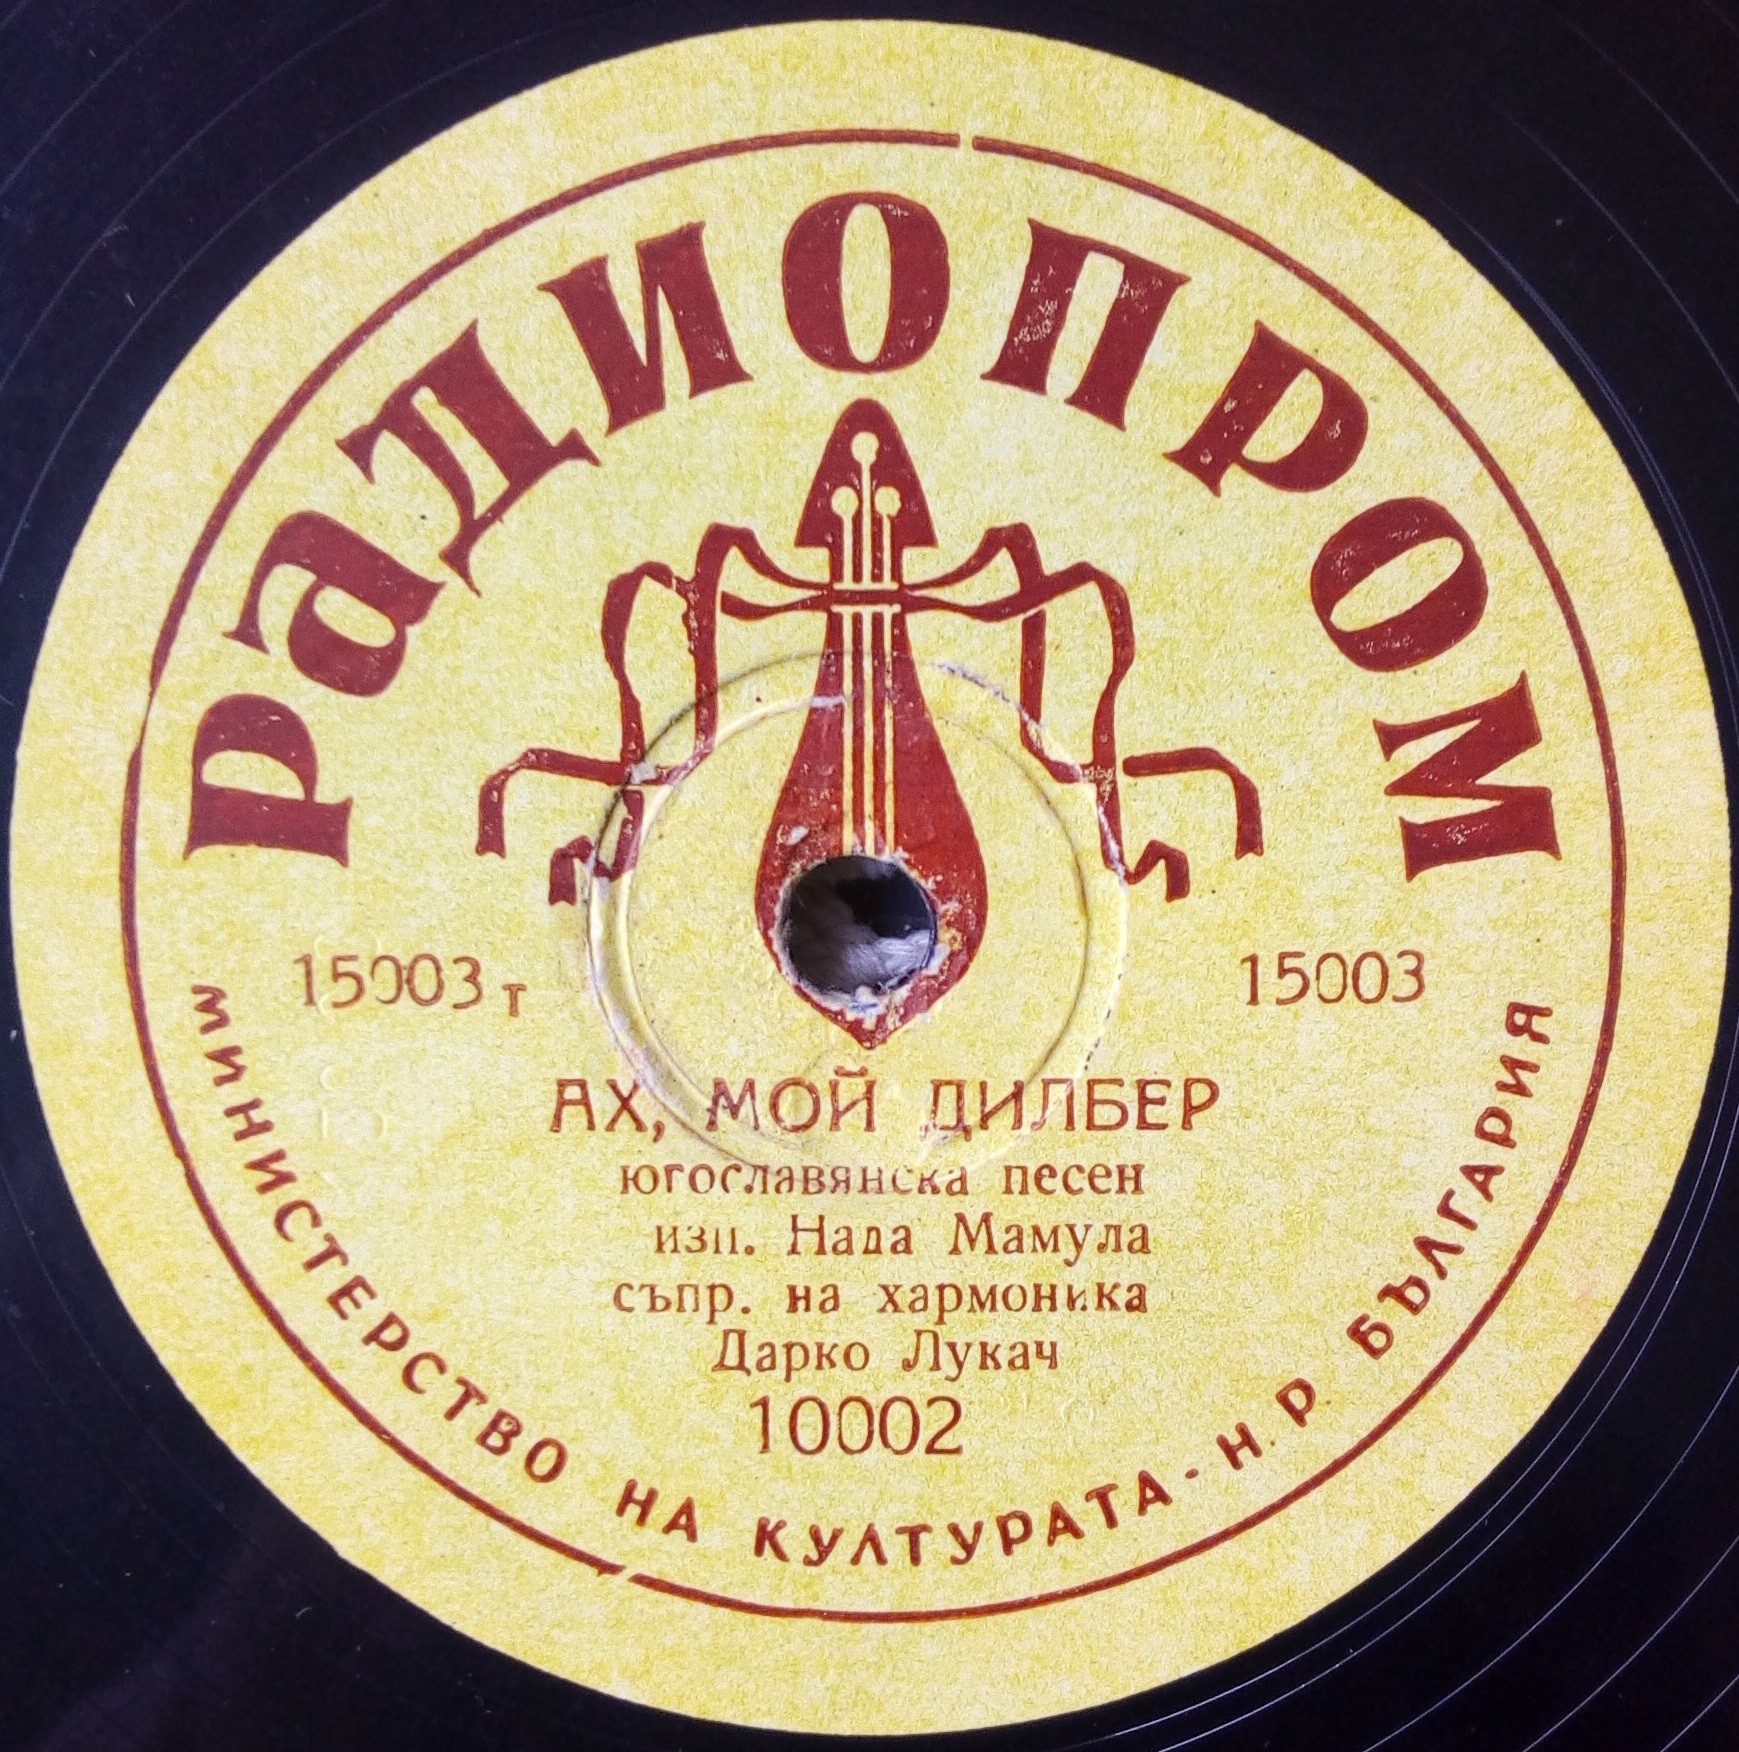 РАДИОПРОМ
15003 т
15003
АХ, МОЙ ДИЛБЕР
югославянска песен
изп. Нада Мамула
съпр. на хармоника
Дарко Лукач
10002
МИНИСТЕРСТВО НА КУЛТУРАТА - Н. Р БЪЛГАРИЯ